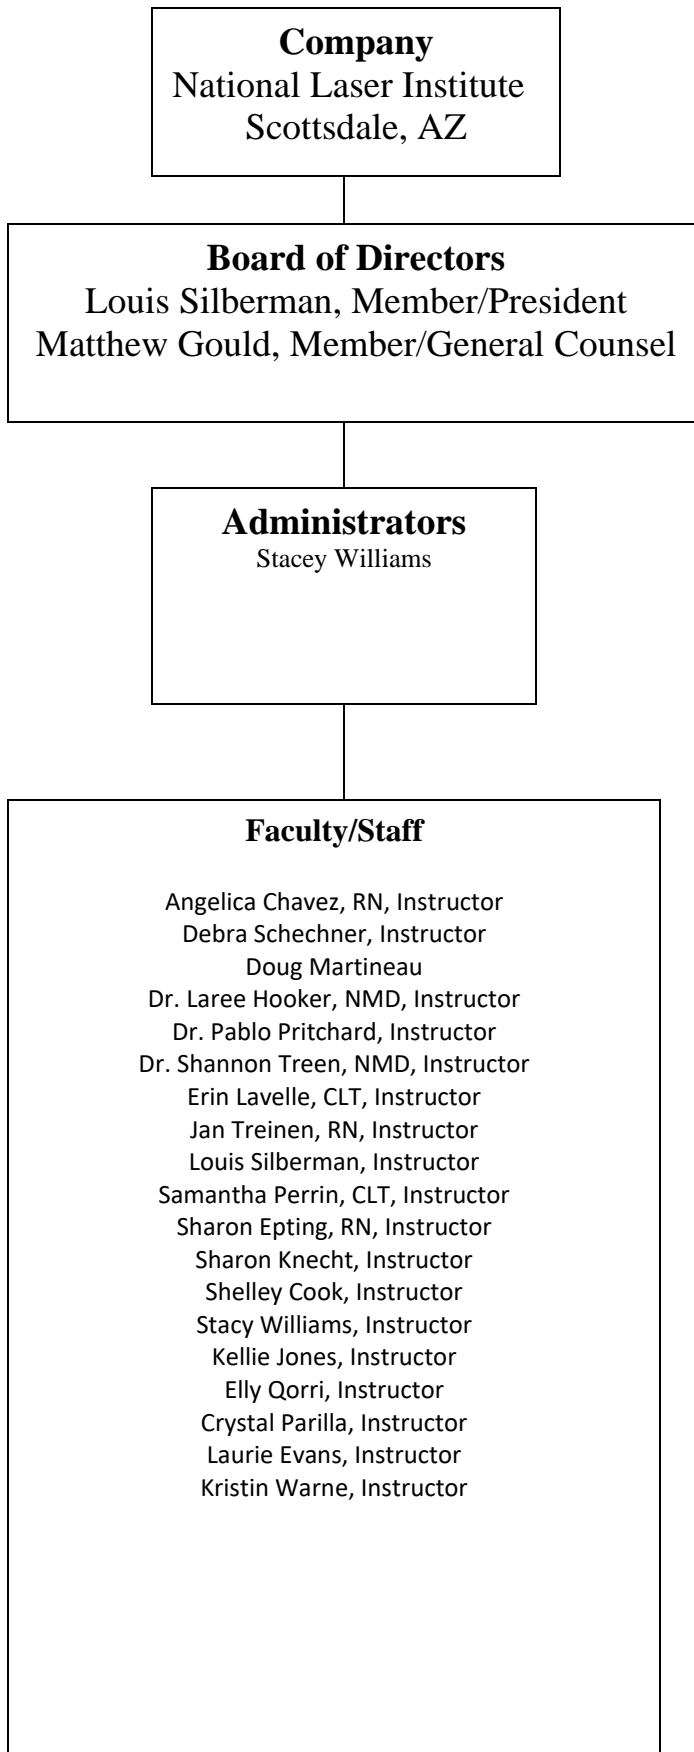 Company
National Laser Institute
Scottsdale, AZ
Board of Directors
Louis Silberman, Member/President
Matthew Gould, Member/General Counsel
Administrators
Stacey Williams
Faculty/Staff
Angelica Chavez, RN, Instructor
Debra Schechner, Instructor
Doug Martineau
Dr. Laree Hooker, NMD, Instructor
Dr. Pablo Pritchard, Instructor
Dr. Shannon Treen, NMD, Instructor
Erin Lavelle, CLT, Instructor
Jan Treinen, RN, Instructor
Louis Silberman, Instructor
Samantha Perrin, CLT, Instructor
Sharon Epting, RN, Instructor
Sharon Knecht, Instructor
Shelley Cook, Instructor
Stacy Williams, Instructor
Kellie Jones, Instructor
Elly Qorri, Instructor
Crystal Parilla, Instructor
Laurie Evans, Instructor
Kristin Warne, Instructor